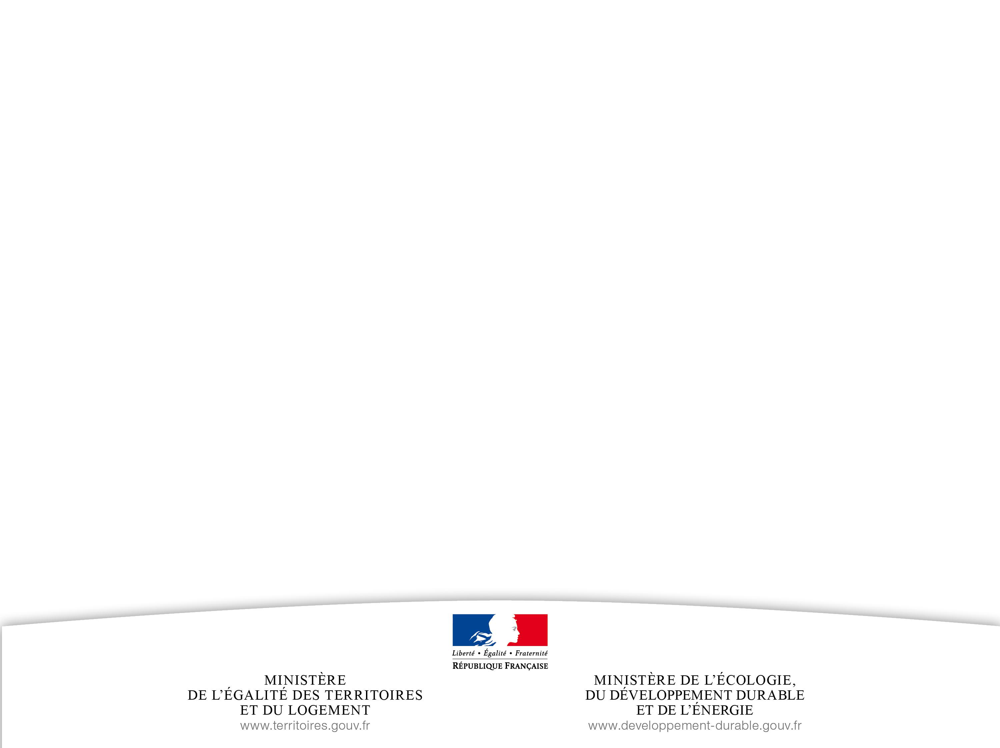 Liberté • Égalité • Fraternité
RÉPUBLIQUE FRANÇAISE
MINISTÈRE
DE L’ÉGALITÉ DES TERRITOIRES
ET DU LOGEMENT
www.territoires.gouv.fr
MINISTÈRE DE L’ÉCOLOGIE,
DU DÉVELOPPEMENT DURABLE
ET DE L’ÉNERGIE
www.developpement-durable.gouv.fr